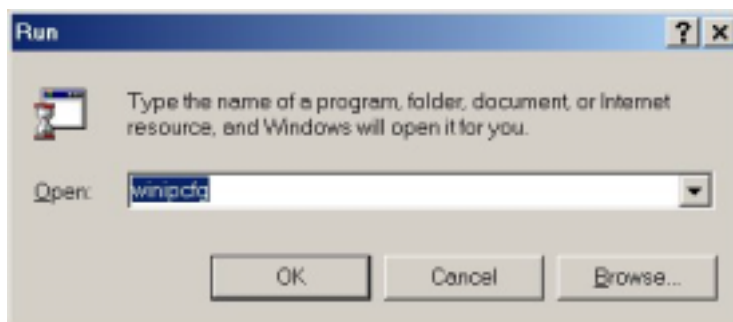 Run
Type the name of a program, folder, document, or Internet
resource, and Windows will open it for you.
Open: winipcfg
OK Cancel Browse...